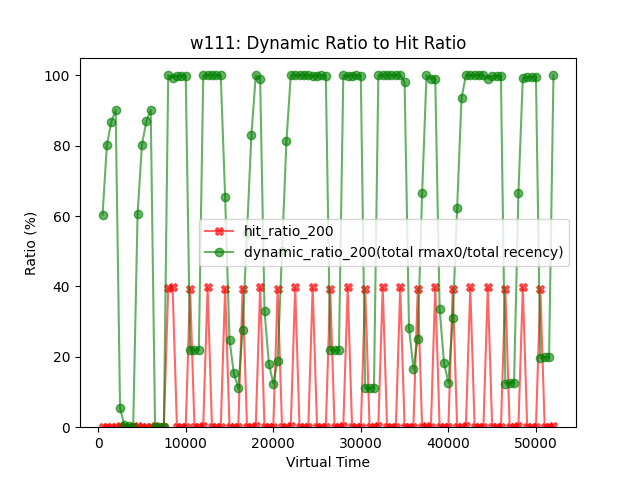 w111: Dynamic Ratio to Hit Ratio
Ratio (%)
100
80
60
40
20
0
hit_ratio_200
dynamic_ratio_200(total rmax0/total recency)
0 10000 20000 30000 40000 50000
Virtual Time